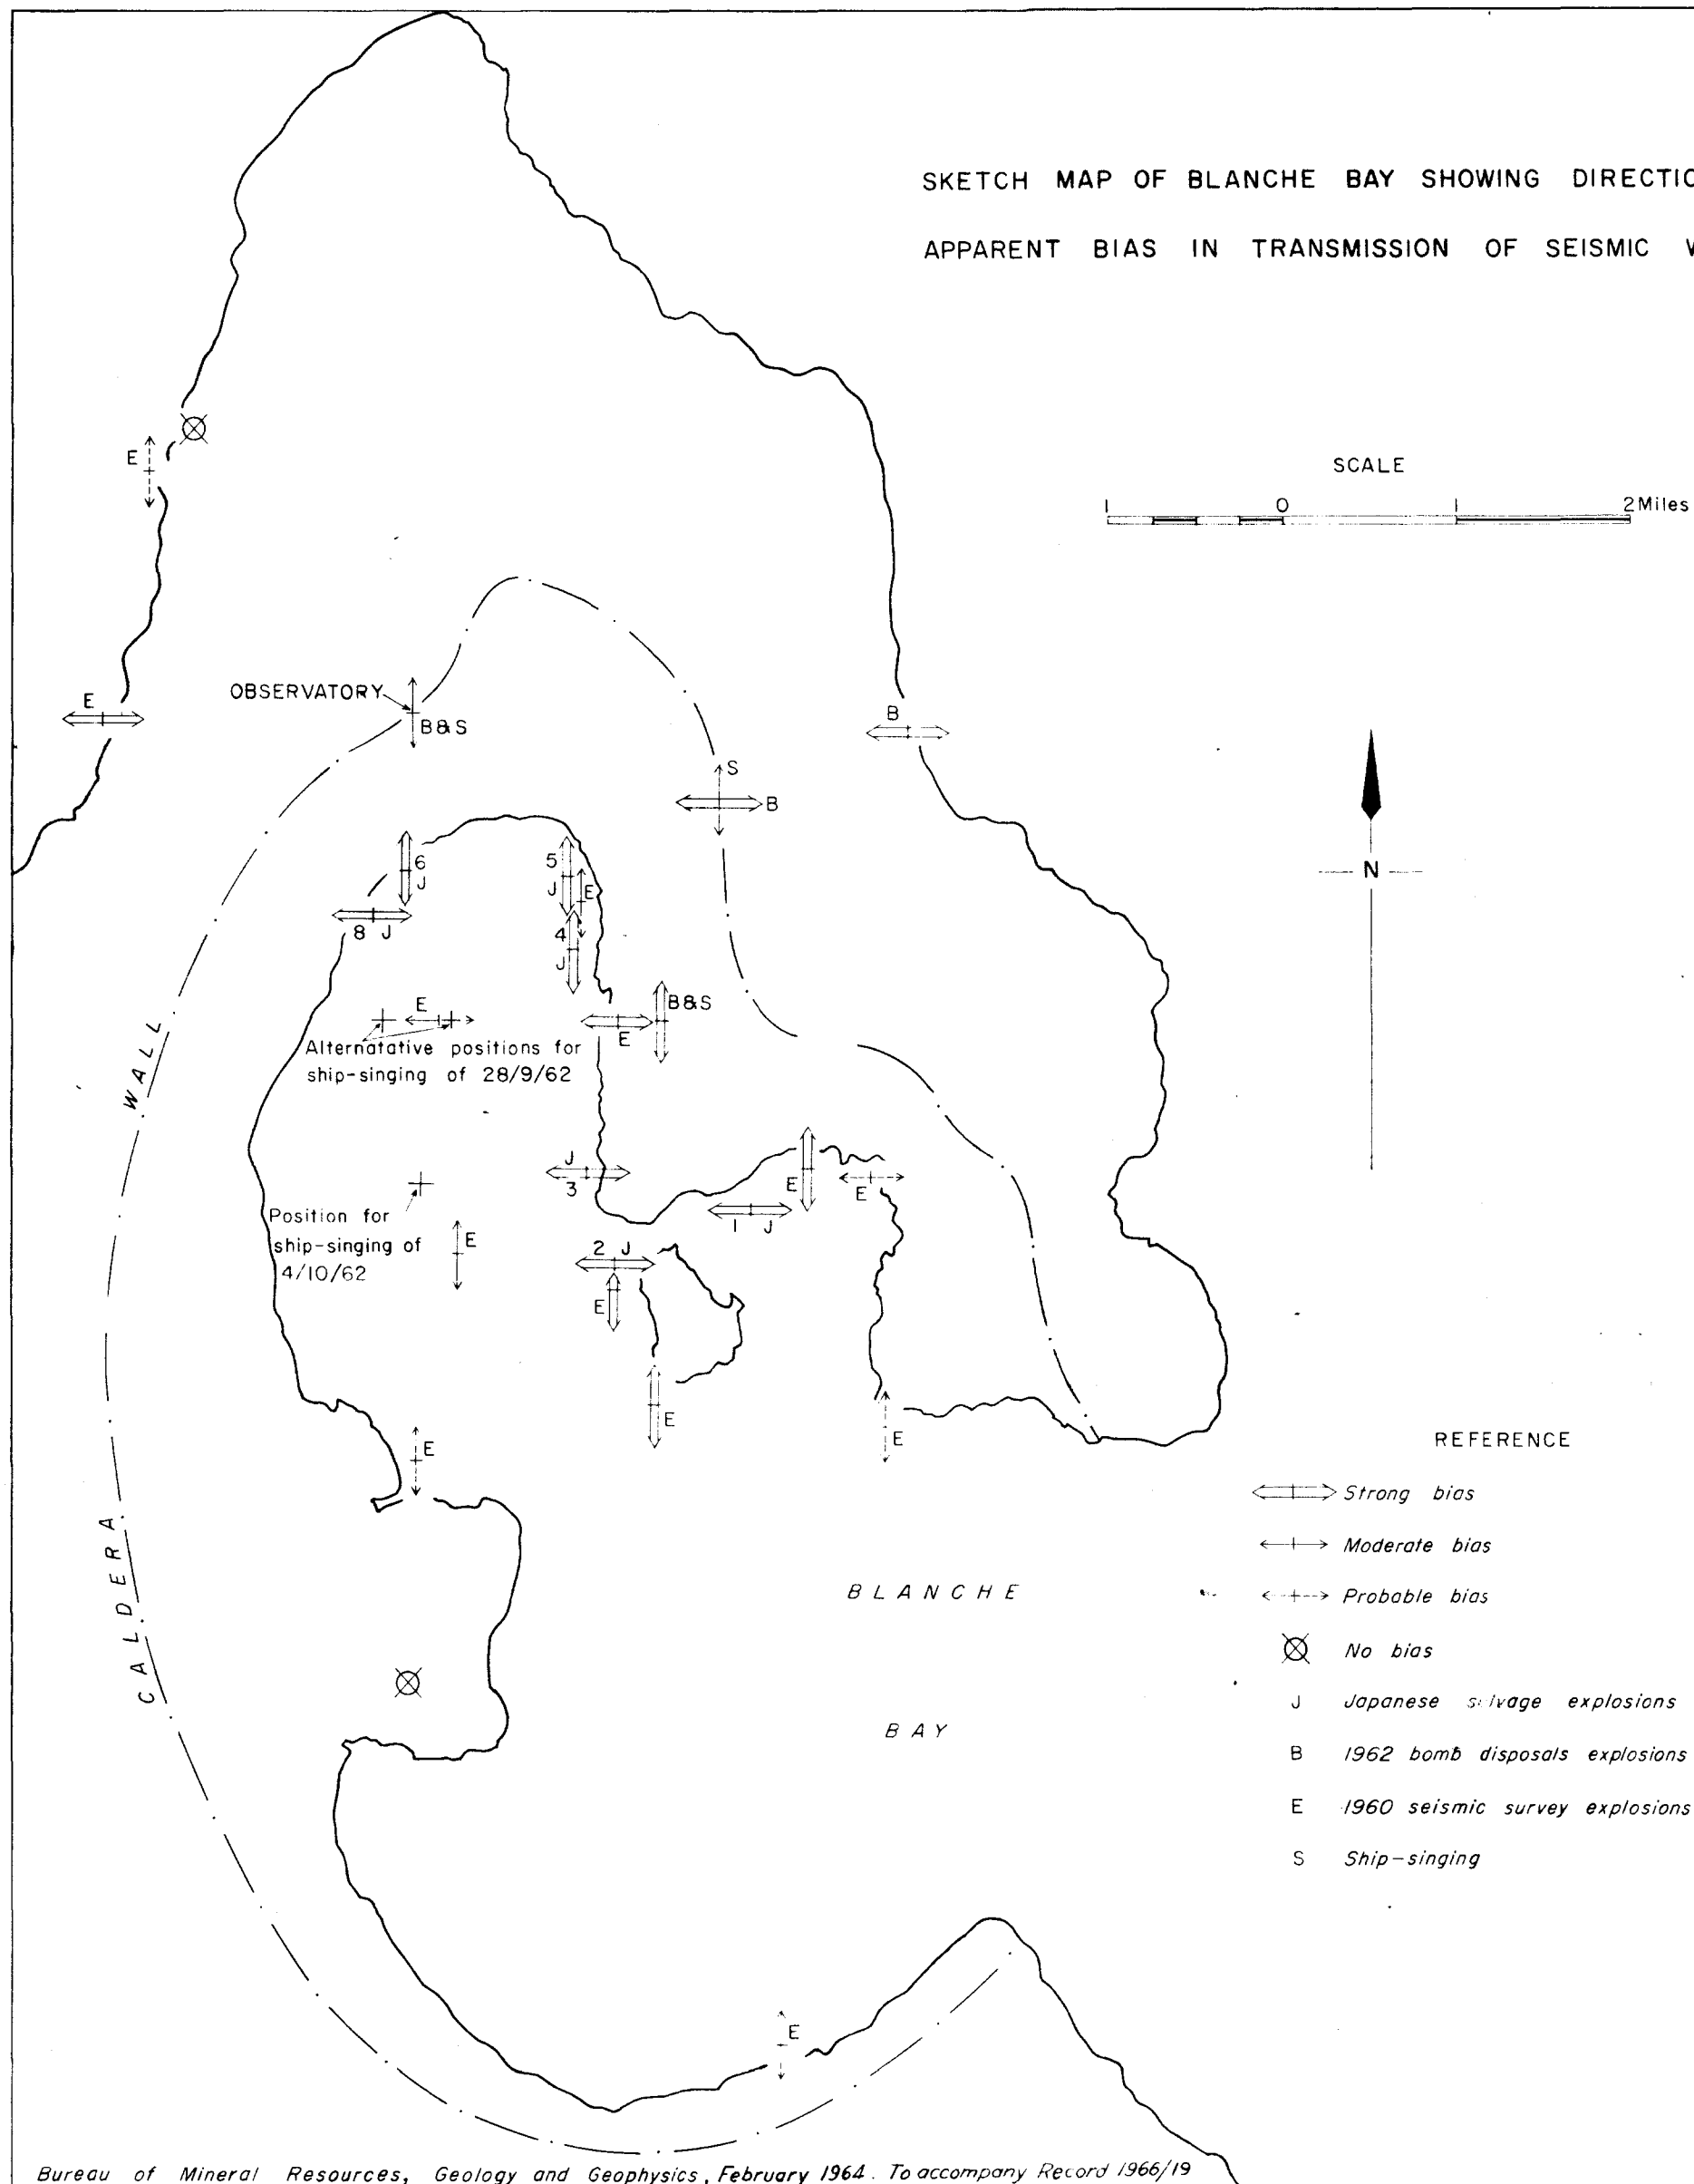 SKETCH MAP OF BLANCHE BAY SHOWING DIRECTIO
APPARENT BIAS IN TRANSMISSION OF SEISMIC
SCALE
1 0 1 2 Miles
E
E
OBSERVATORY
B & S
B
S
B
6
J
5
J
E
8 J
4
J
B & S
E
E
Alternatative positions for
ship-singing of 28/9/62
N
WALL
J
3
E
E
1 J
Position for
ship-singing of
4/10/62
E
2 J
E
E
E
E
CALDERA
BLANCHE
BAY
E
REFERENCE
Strong bias
Moderate bias
Probable bias
No bias
J Japanese salvage explosions
B 1962 bomb disposals explosions
E 1960 seismic survey explosions
S Ship-singing
Bureau of Mineral Resources, Geology and Geophysics, February 1964. To accompany Record 1966/19